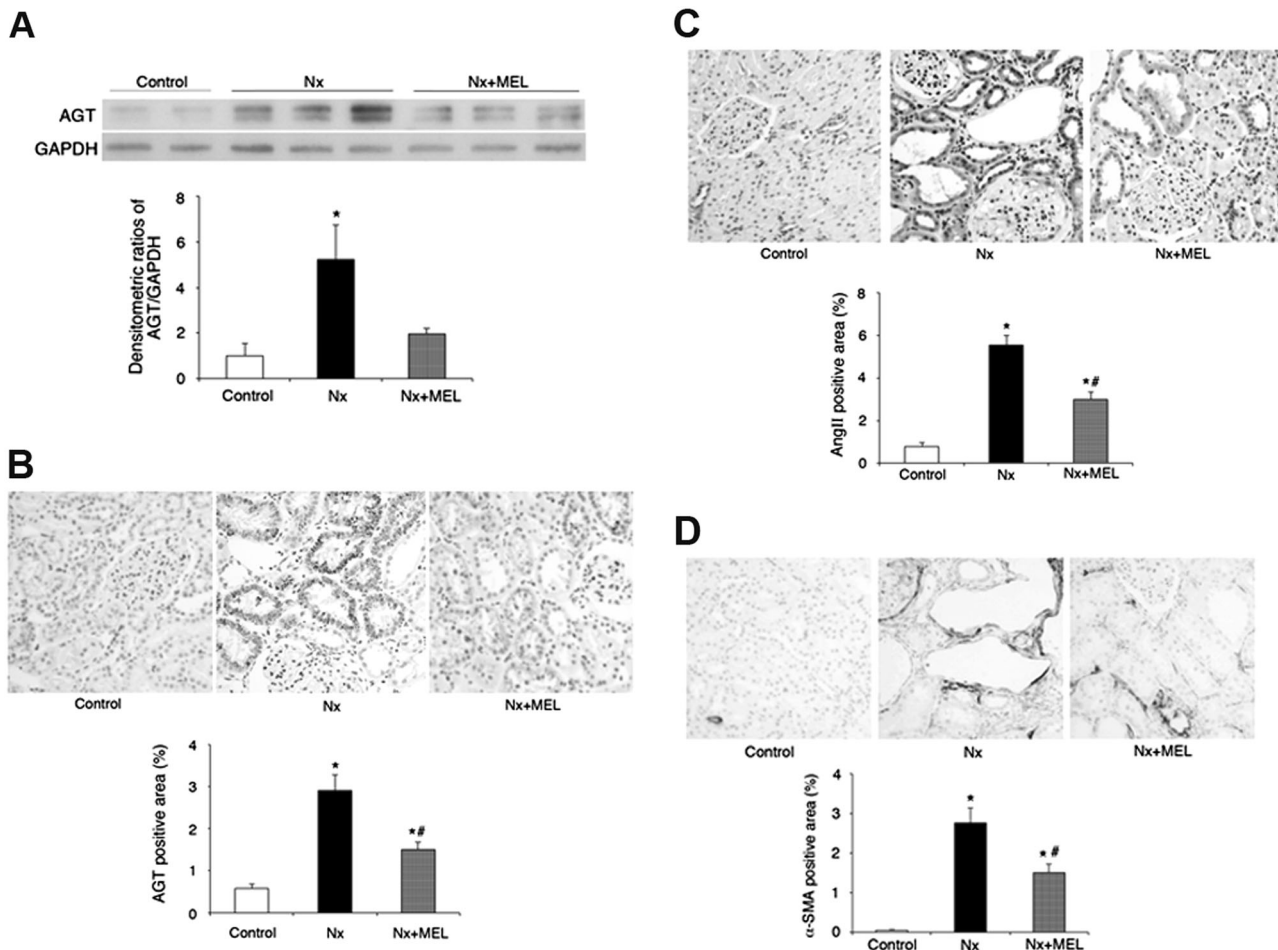 A
Control Nx Nx+MEL
AGT
GAPDH
Densitometric ratios of
AGT/GAPDH
8
6
4
2
0
*
Control Nx Nx+MEL
B
Control Nx Nx+MEL
AGT positive area (%)
4
3
2
1
0
*
*#
Control Nx Nx+MEL
C
Control Nx Nx+MEL
AngII positive area (%)
8
6
4
2
0
*
*#
Control Nx Nx+MEL
D
Control Nx Nx+MEL
α-SMA positive area (%)
4
3
2
1
0
*
* #
Control Nx Nx+MEL